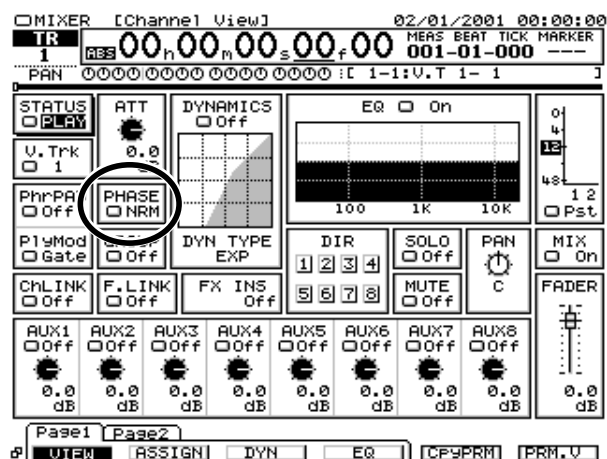 MIXER [Channel View] 02/01/2001 00:00:00
TR 1 ABS 00h00m00s00f00 MEAS BEAT TICK MARKER
001-01-000 ---
PAN [ 1-1:V.T 1- 1 ]
STATUS ATT DYNAMICS EQ On
PLAY Off
V.Trk 0.0 12
1 dB 48
PhrPAD PHASE 100 1K 10K 1 2
Off NRM Pst
PlyMod DYN TYPE DIR SOLO PAN MIX
Gate Off EXP 1 2 3 4 Off On
ChLINK F.LINK FX INS 5 6 7 8 MUTE C FADER
Off Off Off Off
AUX1 AUX2 AUX3 AUX4 AUX5 AUX6 AUX7 AUX8
Off Off Off Off Off Off Off Off
0.0 0.0 0.0 0.0 0.0 0.0 0.0 0.0 0.0
dB dB dB dB dB dB dB dB dB
Page1 Page2
VIEW ASSIGN DYN EQ CpyPRM PRM.V